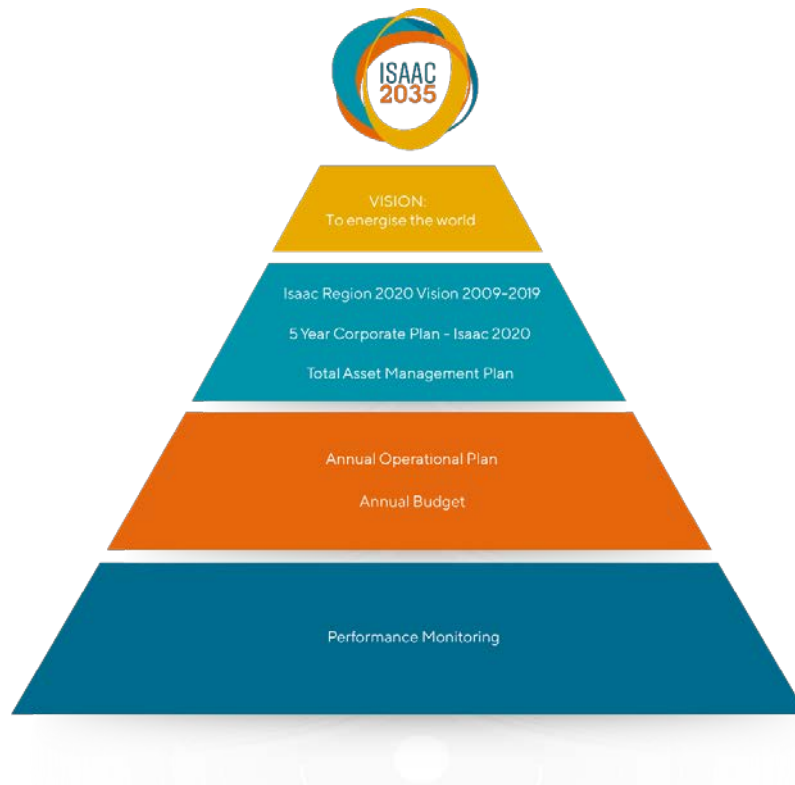 ISAAC
2035
VISION:
To energise the world
Isaac Region 2020 Vision 2009-2019
5 Year Corporate Plan - Isaac 2020
Total Asset Management Plan
Annual Operational Plan
Annual Budget
Performance Monitoring